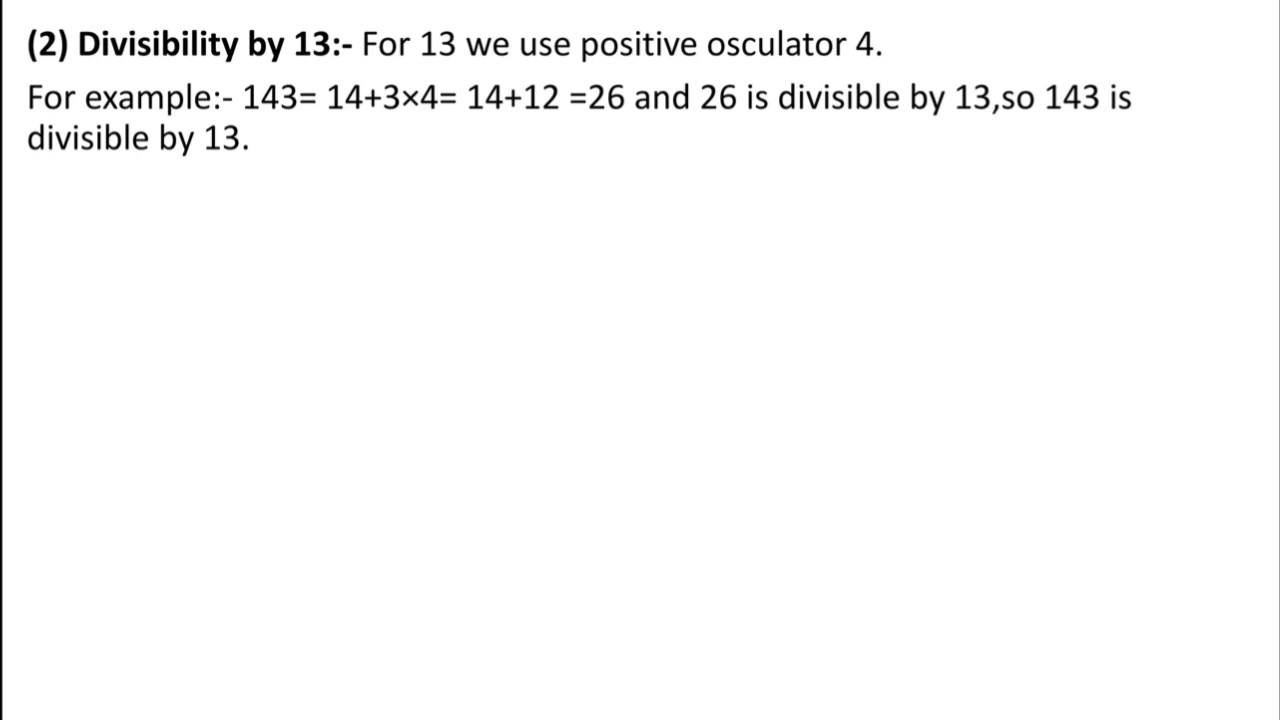 (2) Divisibility by 13:- For 13 we use positive osculator 4.
For example:- 143= 14+3×4= 14+12 =26 and 26 is divisible by 13,so 143 is
divisible by 13.